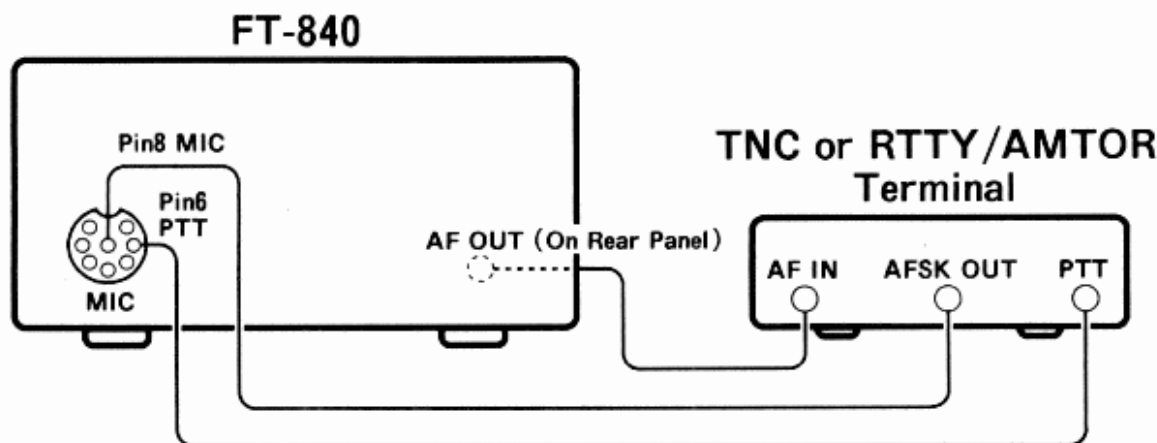 FT-840
Pin8 MIC
Pin6
PTT
MIC
AF OUT (On Rear Panel)
TNC or RTTY/AMTOR
Terminal
AF IN
AFSK OUT
PTT